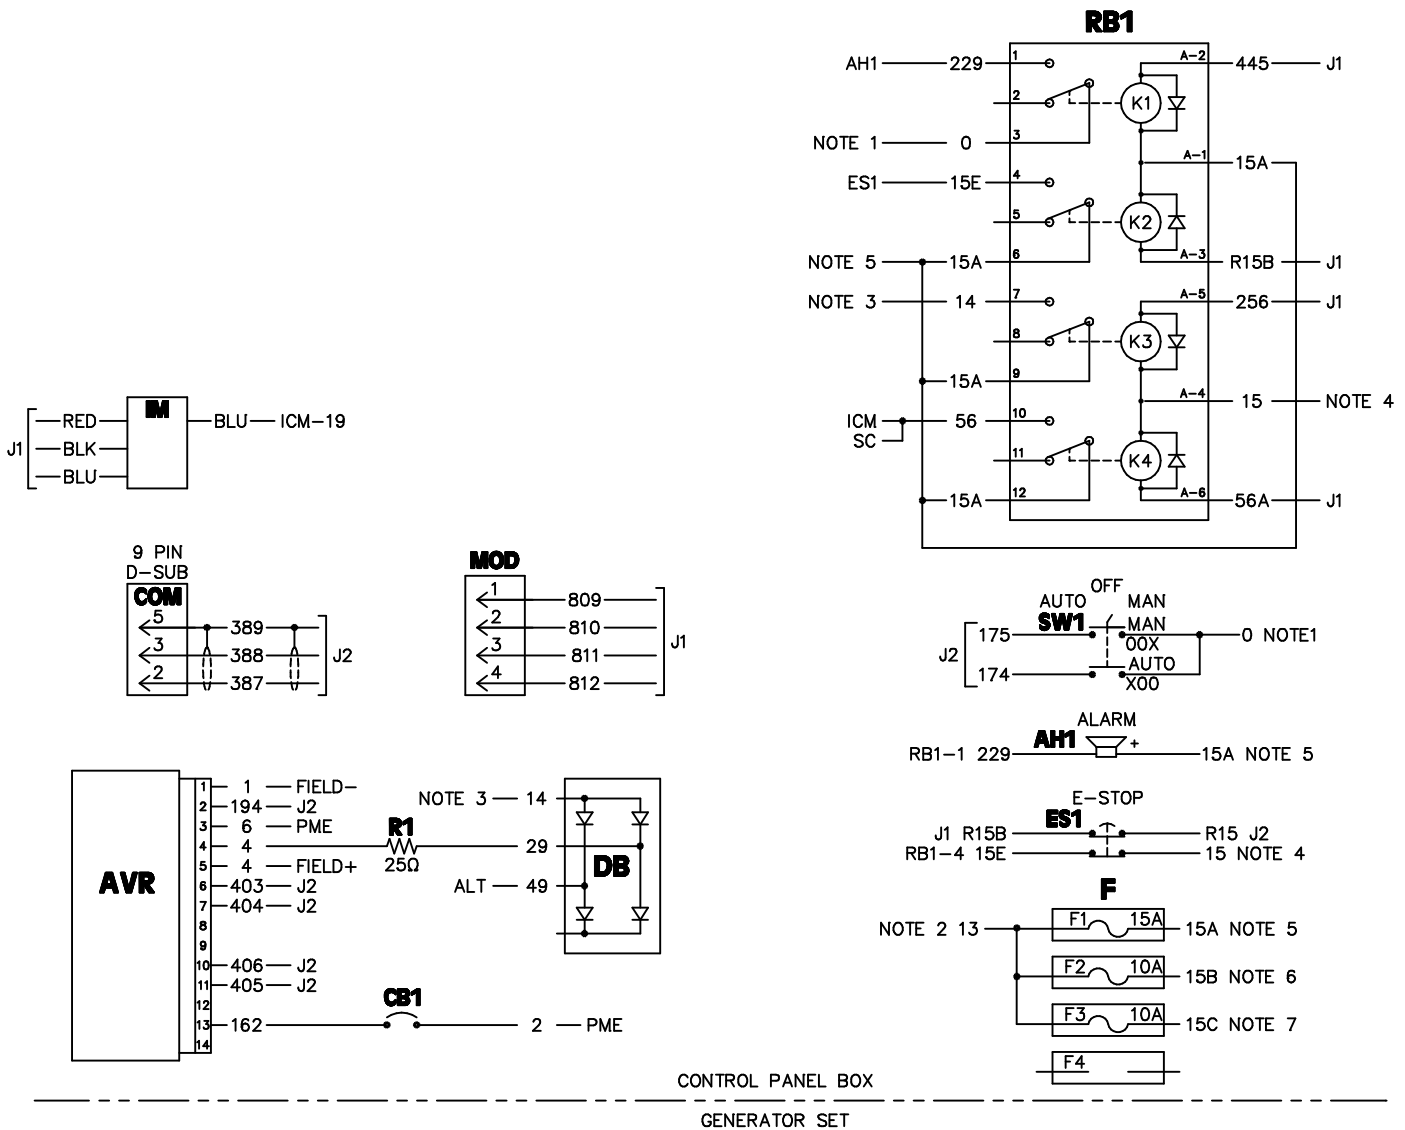 RB1
AH1 229 1 A-2 445 J1
2 K1
NOTE 1 0 3
A-1 15A
ES1 15E 4
5 K2
NOTE 5 15A 6 A-3 R15B J1
NOTE 3 14 7 A-5 256 J1
8 K3
15A 9
A-4 15 NOTE 4
ICM 56 10
SC
11 K4
15A 12 A-6 56A J1
IM
J1
RED BLU ICM-19
BLK
BLU
9 PIN
D-SUB
COM
5 389
3 388 J2
2 387
MOD
1 809
2 810
3 811 J1
4 812
OFF
AUTO MAN
SW1 MAN
J2 175 00X 0 NOTE1
174 AUTO
X00
ALARM
AH1
RB1-1 229 + 15A NOTE 5
E-STOP
ES1
J1 R15B R15 J2
RB1-4 15E 15 NOTE 4
F
NOTE 2 13 F1 15A 15A NOTE 5
F2 10A 15B NOTE 6
F3 10A 15C NOTE 7
F4
AVR
1 1 FIELD-
2 194 J2
3 6 PME
4 4 R1 25Ω 29
5 4 FIELD+
6 403 J2
7 404 J2
8
9
10 406 J2
11 405 J2
12
13 162 CB1 2 PME
14
NOTE 3 14
DB
ALT 49
CONTROL PANEL BOX
GENERATOR SET